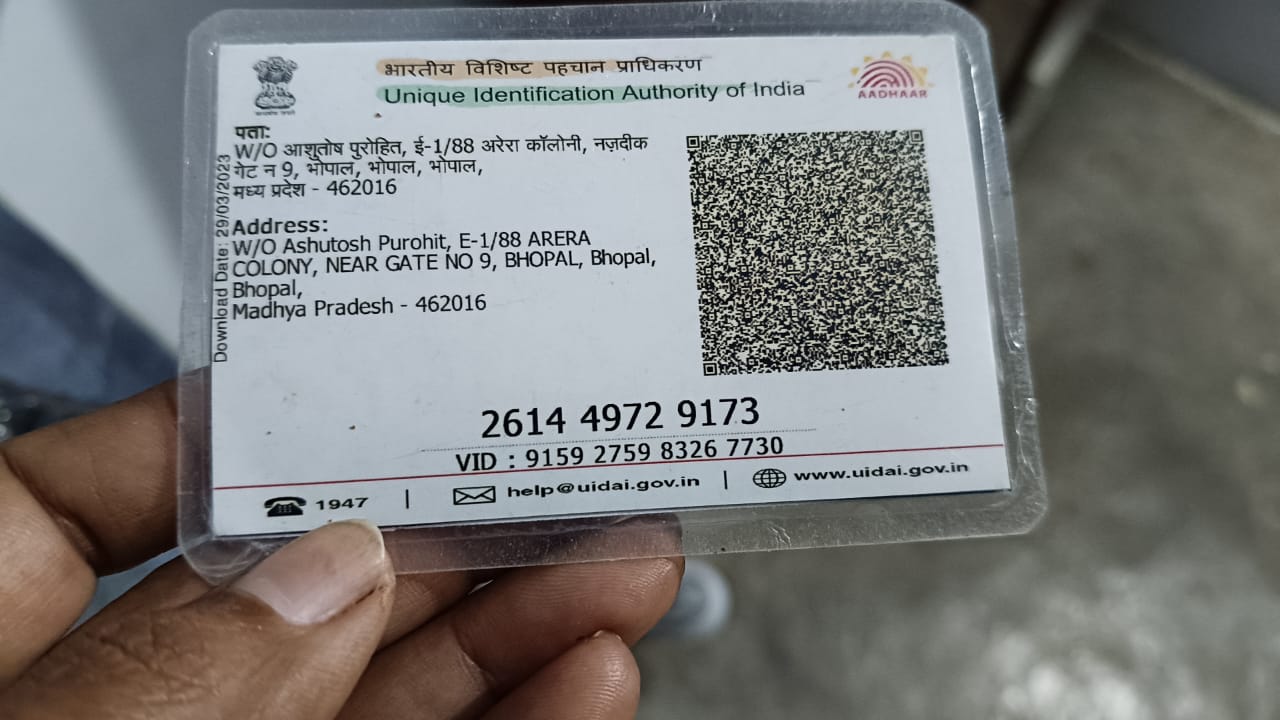 भारतीय विशिष्ट पहचान प्राधिकरण
Unique Identification Authority of India
AADHAAR
पता:
W/O आशुतोष पुरोहित, ई-1/88 अरेरा कॉलोनी, नज़दीक
गेट न 9, भोपाल, भोपाल, भोपाल,
मध्य प्रदेश - 462016
Address:
W/O Ashutosh Purohit, E-1/88 ARERA
COLONY, NEAR GATE NO 9, BHOPAL, Bhopal,
Bhopal,
Madhya Pradesh - 462016
Download Date: 29/03/2023
2614 4972 9173
VID : 9159 2759 8326 7730
1947 | help@uidai.gov.in | www.uidai.gov.in